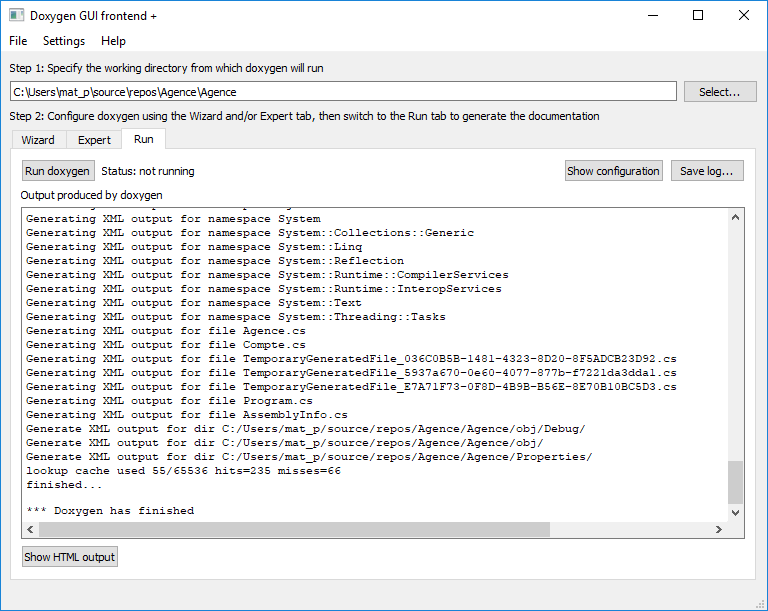 Doxygen GUI frontend +
File Settings Help
Step 1: Specify the working directory from which doxygen will run
C:\Users\mat_p\source\repos\Agence\Agence
Select...
Step 2: Configure doxygen using the Wizard and/or Expert tab, then switch to the Run tab to generate the documentation
Wizard Expert Run
Run doxygen Status: not running Show configuration Save log...
Output produced by doxygen
Generating XML output for namespace System
Generating XML output for namespace System::Collections::Generic
Generating XML output for namespace System::Linq
Generating XML output for namespace System::Reflection
Generating XML output for namespace System::Runtime::CompilerServices
Generating XML output for namespace System::Runtime::InteropServices
Generating XML output for namespace System::Text
Generating XML output for namespace System::Threading::Tasks
Generating XML output for file Agence.cs
Generating XML output for file Compte.cs
Generating XML output for file TemporaryGeneratedFile_036C0B5B-1481-4323-8D20-8F5ADCB23D92.cs
Generating XML output for file TemporaryGeneratedFile_5937a670-0e60-4077-877b-f7221da3dda1.cs
Generating XML output for file TemporaryGeneratedFile_E7A71F73-0F8D-4B9B-B56E-8E70B10BC5D3.cs
Generating XML output for file Program.cs
Generating XML output for file AssemblyInfo.cs
Generate XML output for dir C:/Users/mat_p/source/repos/Agence/Agence/obj/Debug/
Generate XML output for dir C:/Users/mat_p/source/repos/Agence/Agence/obj/
Generate XML output for dir C:/Users/mat_p/source/repos/Agence/Agence/Properties/
lookup cache used 55/65536 hits=235 misses=66
finished...
*** Doxygen has finished
Show HTML output